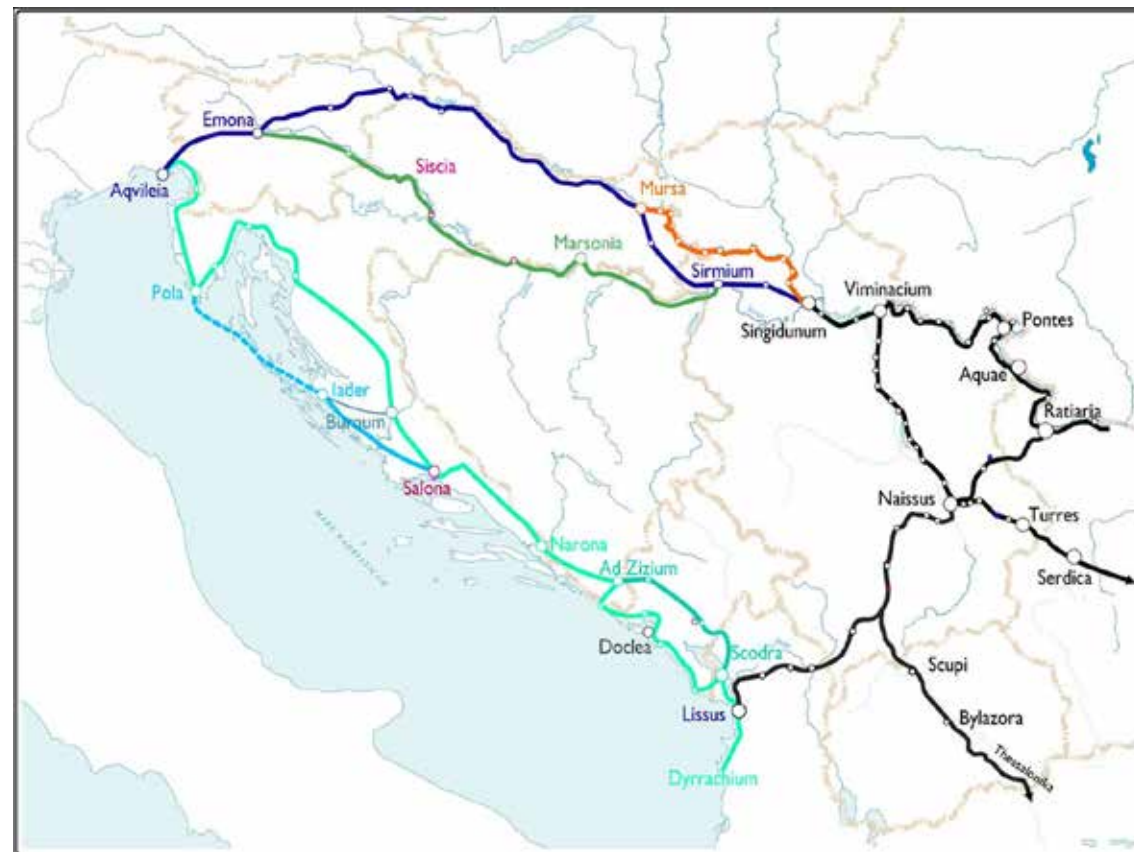 Emona
Aqvileia
Siscia
Mursa
Marsonia
Sirmium
Pola
Singidunum
Viminacium
Pontes
Aquae
Iader
Burnum
Ratiaria
Salona
Naissus
Turres
Narona
Ad Zizium
Serdica
Doclea
Scodra
Scupi
Lissus
Bylazora
Dyrrachium
Thessalonika